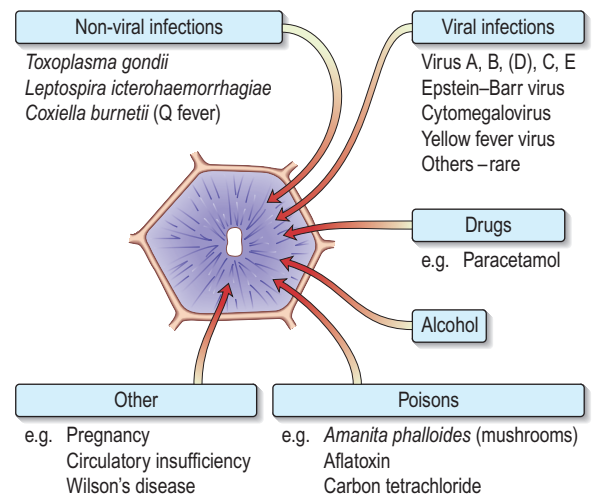 Non-viral infections
Toxoplasma gondii
Leptospira icterohaemorrhagiae
Coxiella burnetii (Q fever)
Viral infections
Virus A, B, (D), C, E
Epstein–Barr virus
Cytomegalovirus
Yellow fever virus
Others – rare
Drugs
e.g. Paracetamol
Alcohol
Other
e.g. Pregnancy
Circulatory insufficiency
Wilson's disease
Poisons
e.g. Amanita phalloides (mushrooms)
Aflatoxin
Carbon tetrachloride